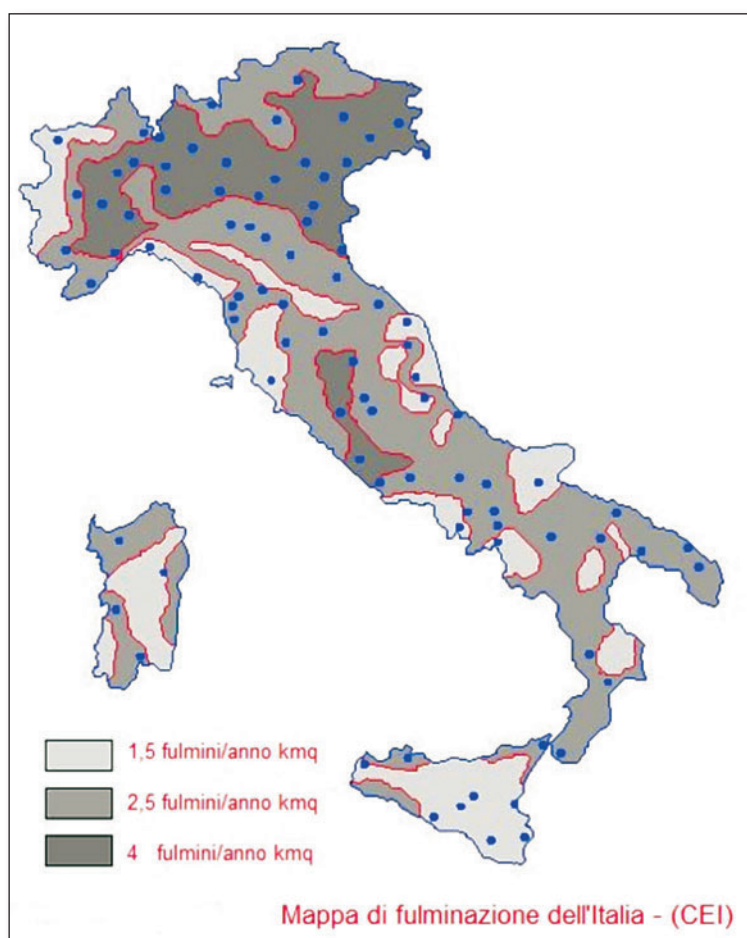 1,5 fulmini/anno kmq
2,5 fulmini/anno kmq
4 fulmini/anno kmq
Mappa di fulminazione dell'Italia - (CEI)